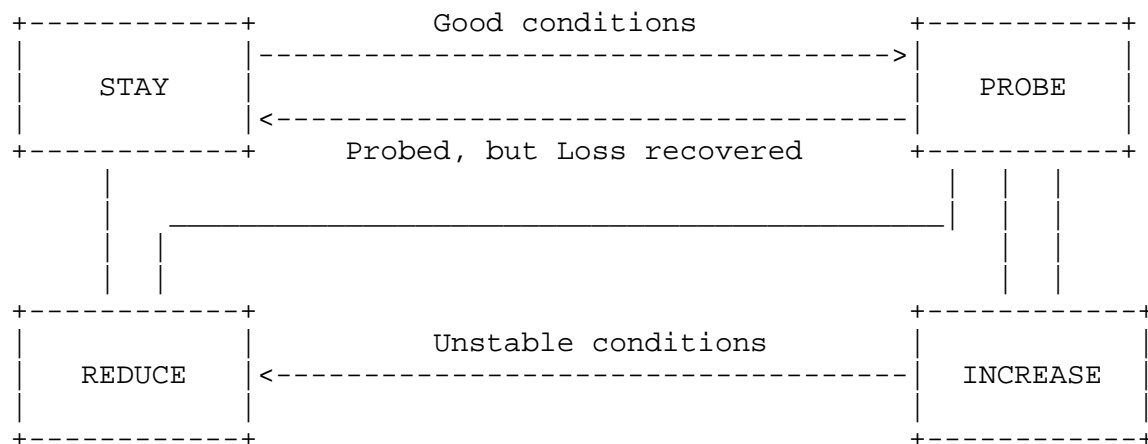 Good conditions
STAY PROBE
Probed, but Loss recovered
Unstable conditions
REDUCE INCREASE